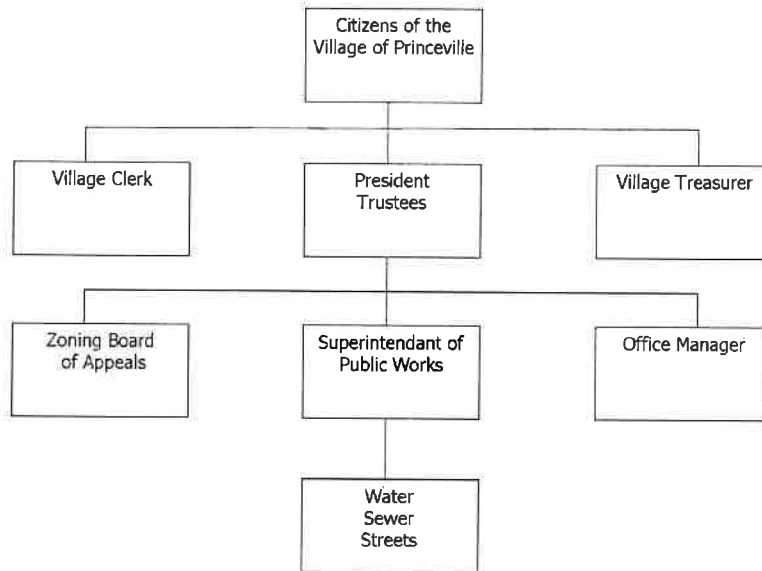 Citizens of the
Village of Princeville
Village Clerk
President
Trustees
Village Treasurer
Zoning Board
of Appeals
Superintendant of
Public Works
Office Manager
Water
Sewer
Streets